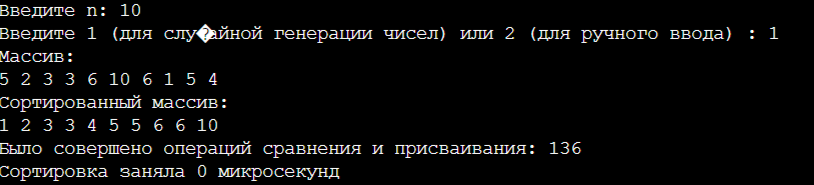 Введите n: 10
Введите 1 (для слу�айной генерации чисел) или 2 (для ручного ввода) : 1
Массив:
5 2 3 3 6 10 6 1 5 4
Сортированный массив:
1 2 3 3 4 5 5 6 6 10
Было совершено операций сравнения и присваивания: 136
Сортировка заняла 0 микросекунд